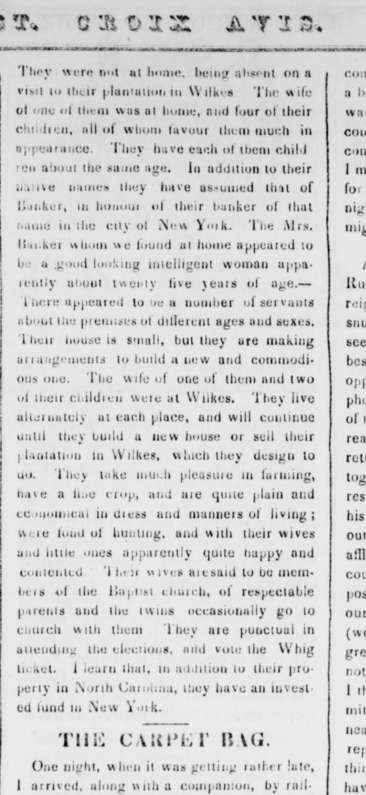 ST. CROIX AVIS.
They were not at home, being absent on a
visit to their plantation in Wilkes The wife
of one of them was at home, and four of their
children, all of whom favour them much in
appearance. They have each of them child
ren about the same age. In addition to their
native names they have assumed that of
Banker, in honour of their banker of that
name in the city of New York. The Mrs.
Banker whom we found at home appeared to
be a good looking intelligent woman appa-
rently about twenty five years of age.—
There appeared to be a number of servants
about the premises of different ages and sexes.
Their house is small, but they are making
arrangements to build a new and commodi-
ous one. The wife of one of them and two
of their children were at Wilkes. They live
alternately at each place, and will continue
until they build a new house or sell their
plantation in Wilkes, which they design to
do. They take much pleasure in farming,
have a fine crop, and are quite plain and
economical in dress and manners of living;
were fond of hunting, and with their wives
and little ones apparently quite happy and
contented Their wives are said to be mem-
bers of the Baptist church, of respectable
parents and the twins occasionally go to
church with them They are punctual in
attending the elections, and vote the Whig
ticket. I learn that, in addition to their pro-
perty in North Carolina, they have an invest-
ed fund in New York.
THE CARPET BAG.
One night, when it was getting rather late,
I arrived, along with a companion, by rail-